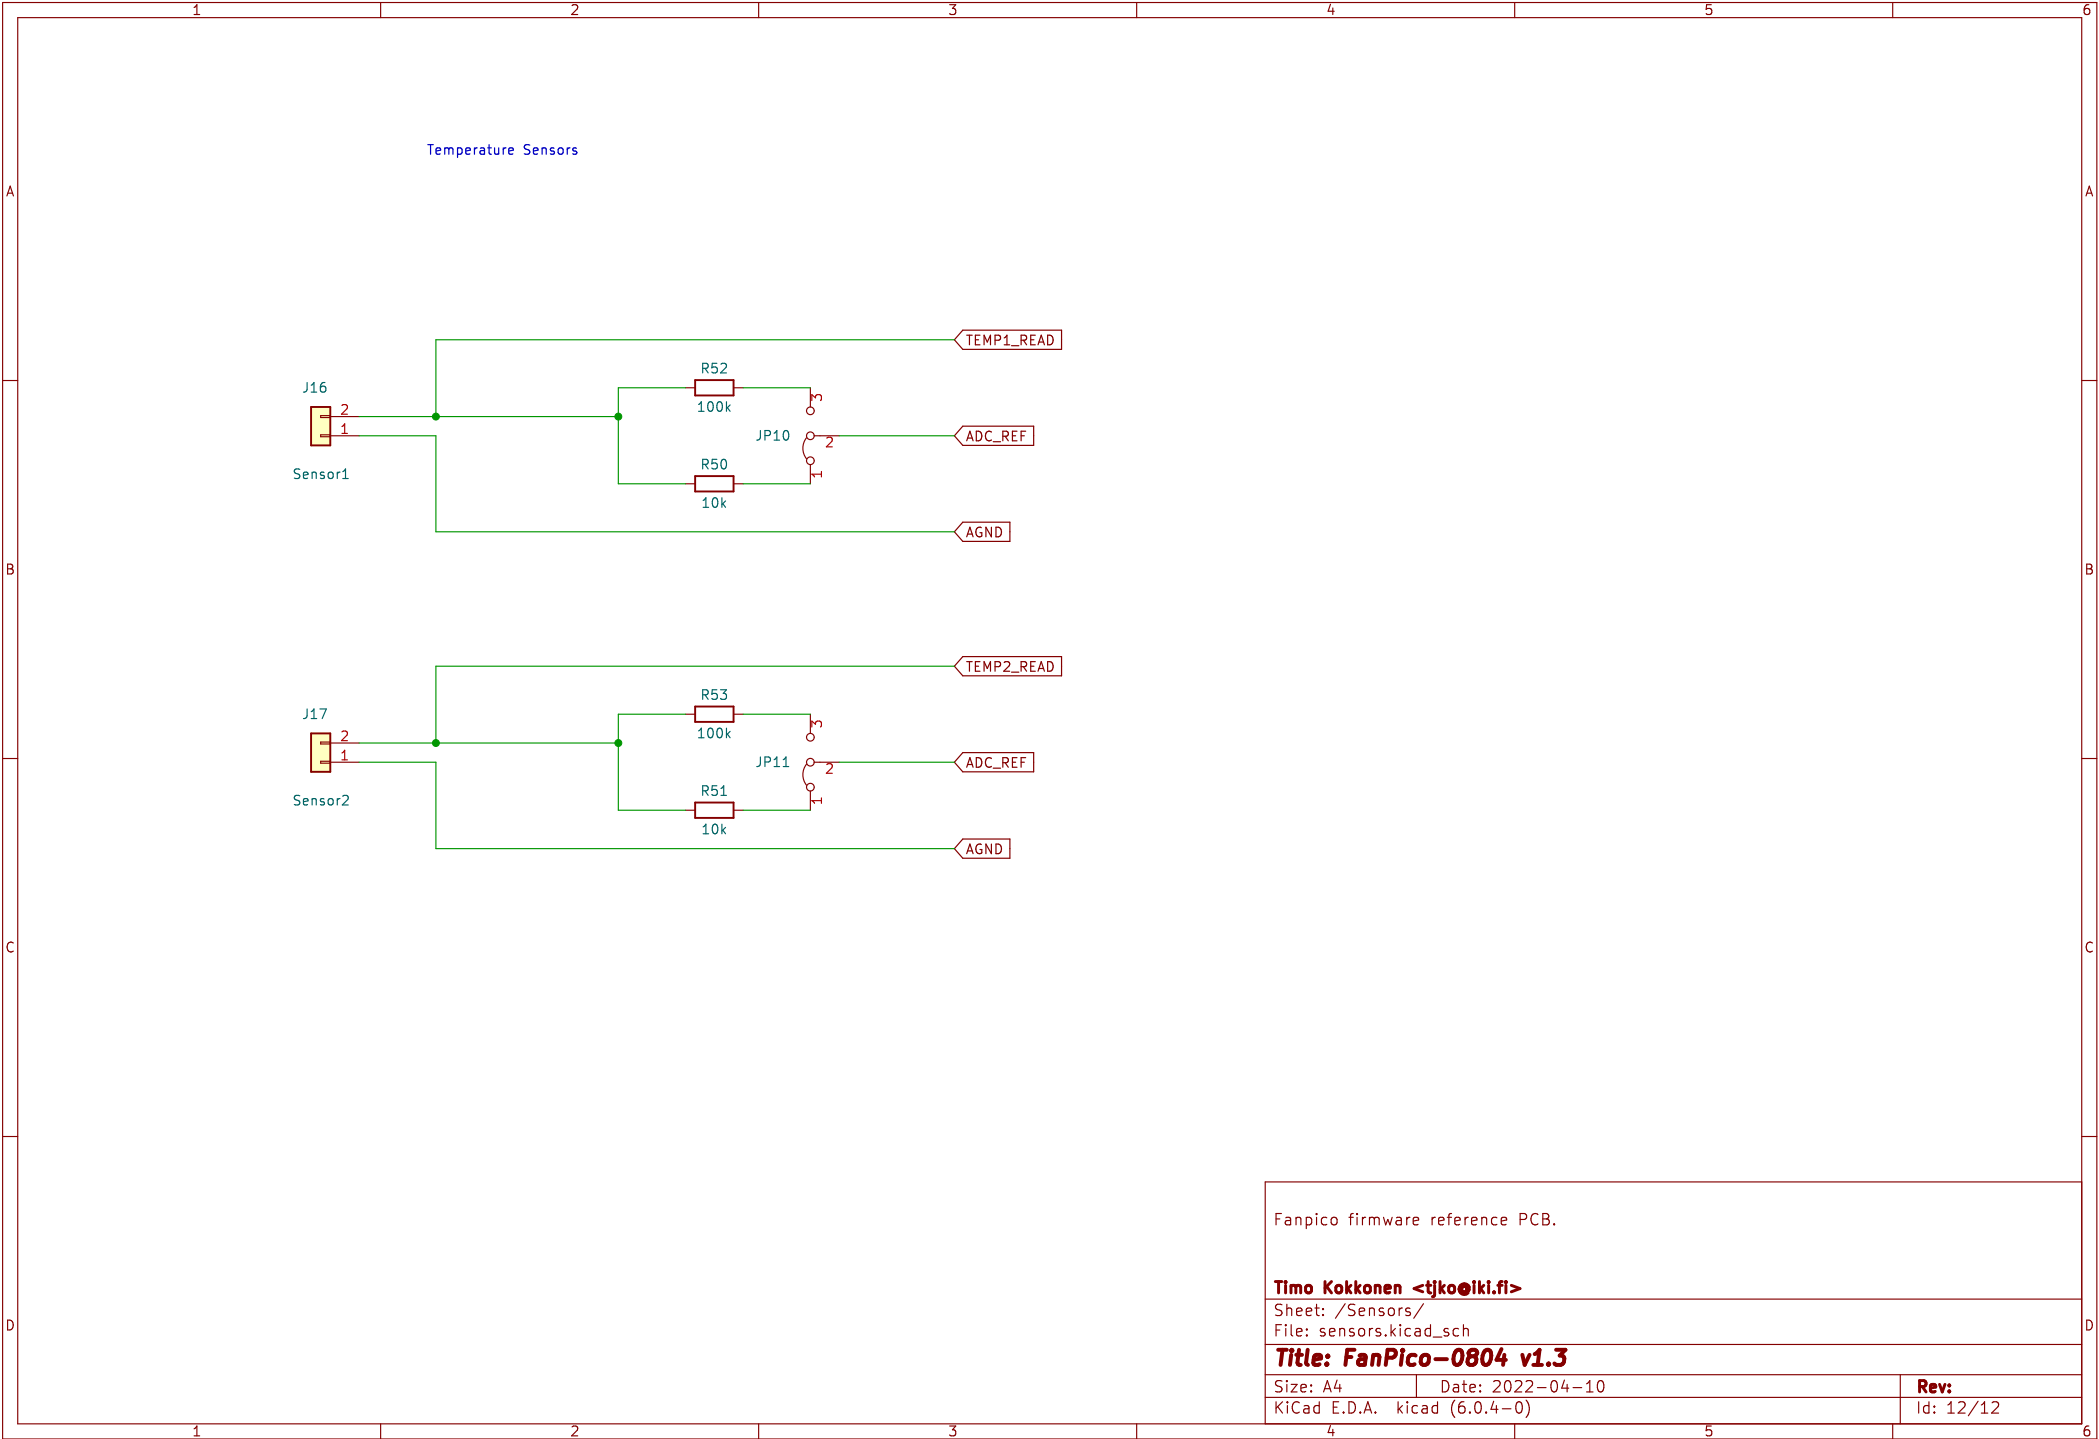 1 2 3 4 5 6
A A
Temperature Sensors
TEMP1_READ
R52
100k
3
J16
2
1
Sensor1
JP10
2
ADC_REF
R50
10k
1
AGND
B B
TEMP2_READ
R53
100k
3
J17
2
1
Sensor2
JP11
2
ADC_REF
R51
10k
1
AGND
C C
Fanpico firmware reference PCB.
Timo Kokkonen <tjko@iki.fi>
Sheet: /Sensors/
File: sensors.kicad_sch
D D
Title: FanPico-0804 v1.3
Size: A4 Date: 2022-04-10 Rev:
KiCad E.D.A. kicad (6.0.4-0) Id: 12/12
1 2 3 4 5 6